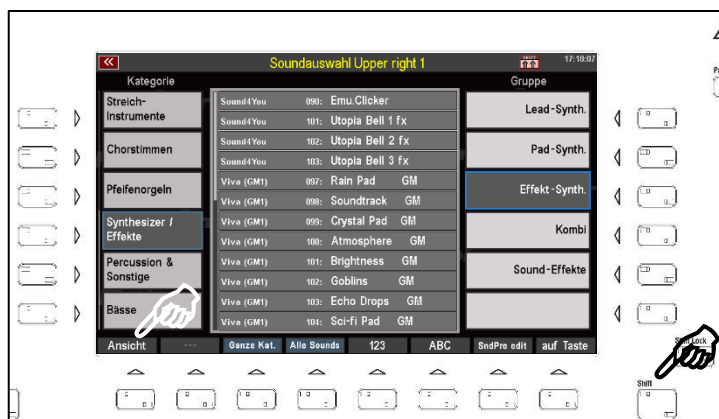 Soundauswahl Upper right 1
SHIFT
17:18:07
Kategorie
Gruppe
Streich-
Instrumente
Chorstimmen
Pfeifenorgeln
Synthesizer /
Effekte
Percussion &
Sonstige
Bässe
Sound4You 090: Emu.Clicker
Sound4You 101: Utopia Bell 1 fx
Sound4You 102: Utopia Bell 2 fx
Sound4You 103: Utopia Bell 3 fx
Viva (GM1) 097: Rain Pad GM
Viva (GM1) 098: Soundtrack GM
Viva (GM1) 099: Crystal Pad GM
Viva (GM1) 100: Atmosphere GM
Viva (GM1) 101: Brightness GM
Viva (GM1) 102: Goblins GM
Viva (GM1) 103: Echo Drops GM
Viva (GM1) 104: Sci-fi Pad GM
Lead-Synth.
Pad-Synth.
Effekt-Synth.
Kombi
Sound-Effekte
Ansicht --- Ganze Kat. Alle Sounds 123 ABC SndPre edit auf Taste
Lock
Shift